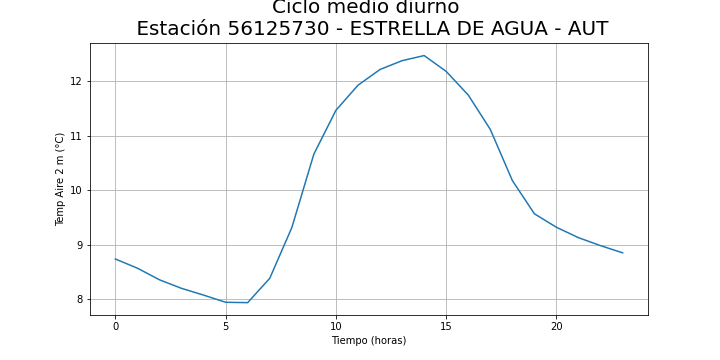 Ciclo medio diurno
Estación 56125730 - ESTRELLA DE AGUA - AUT
12
11
10
9
8
Temp Aire 2 m (°C)
0 5 10 15 20
Tiempo (horas)